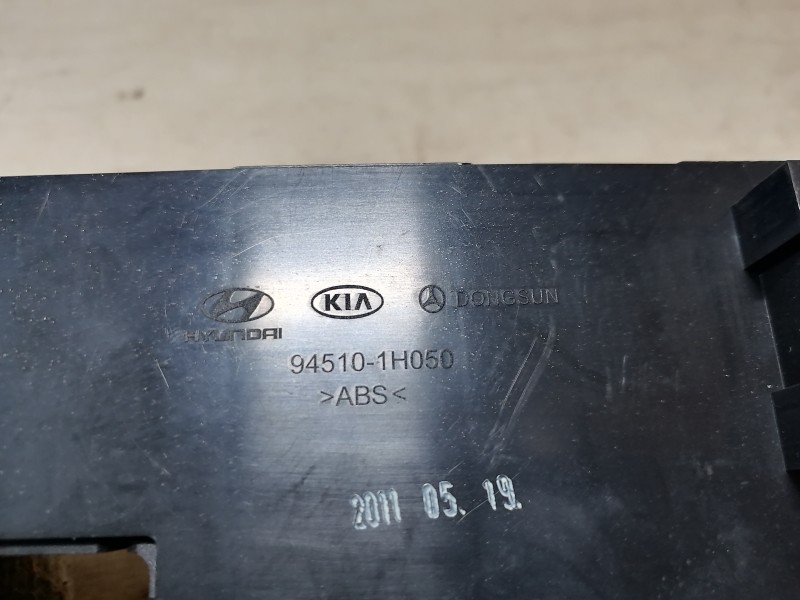 HYUNDAI KIA DONGSUN
94510-1H050
>ABS<
2011 05. 19.